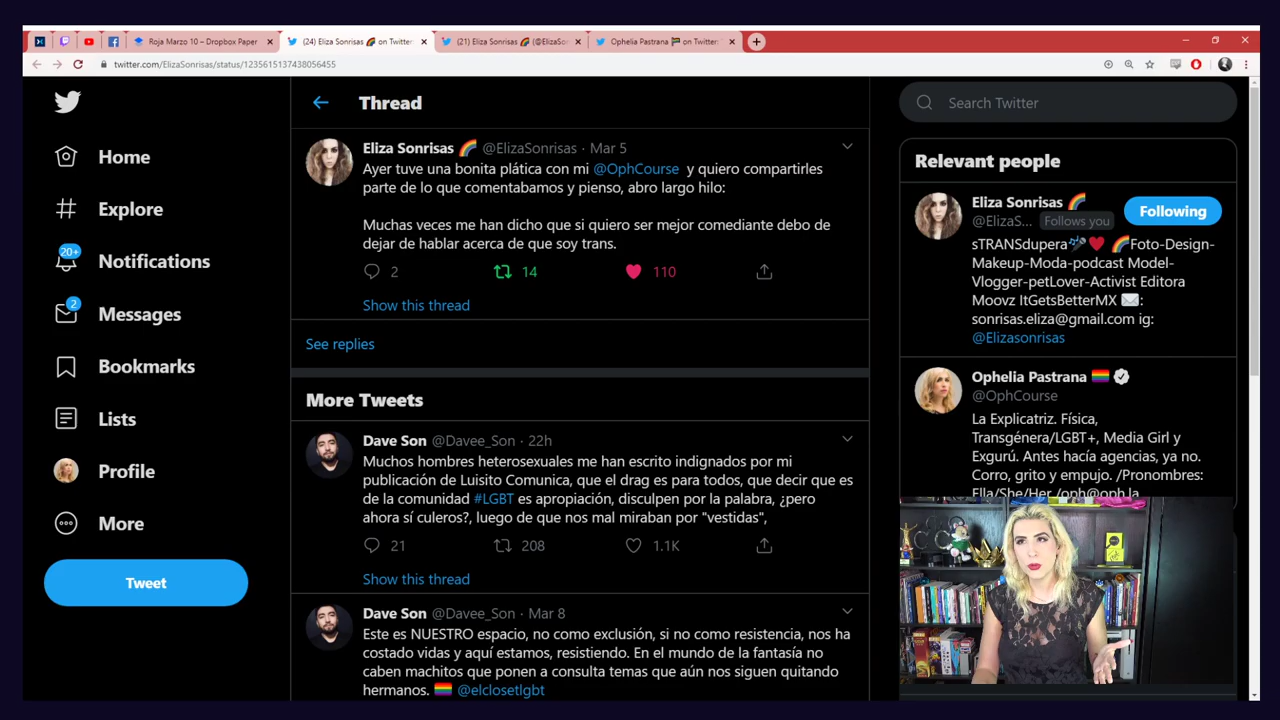 Roja Marzo 10 – Dropbox Paper
(24) Eliza Sonrisas 🌈 on Twitter
(21) Eliza Sonrisas 🌈 (@ElizaSon
Ophelia Pastrana 🏴 on Twitter
twitter.com/ElizaSonrisas/status/1235615137438056455
Home
Explore
20+
Notifications
2
Messages
Bookmarks
Lists
Profile
More
Tweet
Thread
Eliza Sonrisas 🌈 @ElizaSonrisas · Mar 5
Ayer tuve una bonita plática con mi @OphCourse y quiero compartirles
parte de lo que comentabamos y pienso, abro largo hilo:
Muchas veces me han dicho que si quiero ser mejor comediante debo de
dejar de hablar acerca de que soy trans.
2 14 110
Show this thread
See replies
More Tweets
Dave Son @Davee_Son · 22h
Muchos hombres heterosexuales me han escrito indignados por mi
publicación de Luisito Comunica, que el drag es para todos, que decir que es
de la comunidad #LGBT es apropiación, disculpen por la palabra, ¿pero
ahora si culeros?, luego de que nos mal miraban por "vestidas",
21 208 1.1K
Show this thread
Dave Son @Davee_Son · Mar 8
Este es NUESTRO espacio, no como exclusión, si no como resistencia, nos ha
costado vidas y aquí estamos, resistiendo. En el mundo de la fantasía no
caben machitos que ponen a consulta temas que aún nos siguen quitando
hermanos. 🏳️‍🌈 @elclosetlgbt
Search Twitter
Relevant people
Eliza Sonrisas 🌈
@ElizaS... Follows you
Following
sTRANSdupera🎤❤️ 🌈Foto-Design-
Makeup-Moda-podcast Model-
Vlogger-petLover-Activist Editora
Moovz ItGetsBetterMX ✉️:
sonrisas.eliza@gmail.com ig:
@Elizasonrisas
Ophelia Pastrana 🏳️‍🌈
@OphCourse
La Explicatriz. Física,
Transgénera/LGBT+, Media Girl y
Exgurú. Antes hacía agencias, ya no.
Corro, grito y empujo. /Pronombres:
Ella/She/Her /oph@oph.la